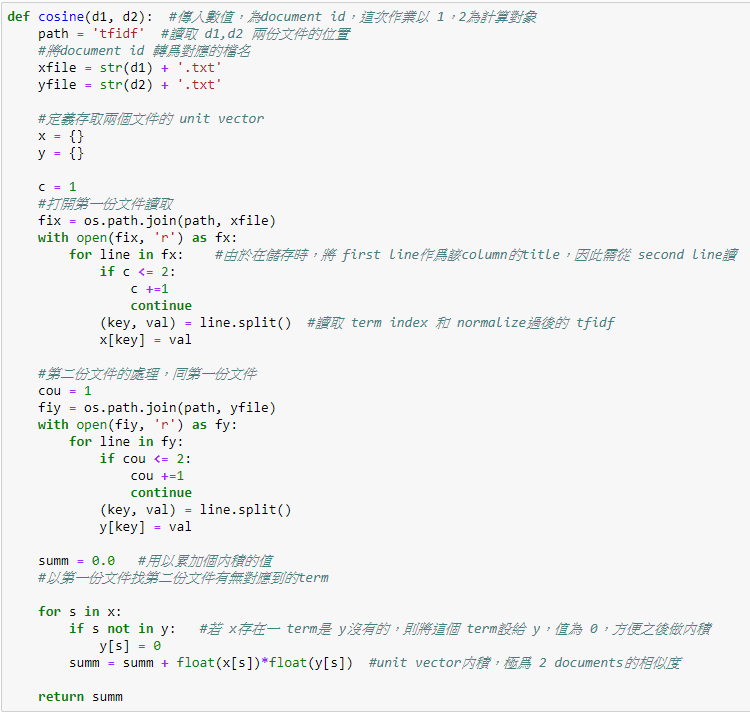 def cosine(d1, d2):  #傳入數值，為document id，這次作業以 1，2為計算對象
    path = 'tfidf'  #讀取 d1,d2 兩份文件的位置
    #將document id 轉爲對應的檔名
    xfile = str(d1) + '.txt'
    yfile = str(d2) + '.txt'

    #定義存取兩個文件的 unit vector
    x = {}
    y = {}

    c = 1
    #打開第一份文件讀取
    fix = os.path.join(path, xfile)
    with open(fix, 'r') as fx:
        for line in fx:    #由於在儲存時，將 first line作爲該column的title，因此需從 second line讀
            if c <= 2:
                c +=1
                continue
            (key, val) = line.split()  #讀取 term index 和 normalize過後的 tfidf
            x[key] = val

    #第二份文件的處理，同第一份文件
    cou = 1
    fiy = os.path.join(path, yfile)
    with open(fiy, 'r') as fy:
        for line in fy:
            if cou <= 2:
                cou +=1
                continue
            (key, val) = line.split()
            y[key] = val

    summ = 0.0   #用以累加個内積的值
    #以第一份文件找第二份文件有無對應到的term

    for s in x:
        if s not in y:   #若 x存在一 term是 y沒有的，則將這個 term設給 y，值為 0，方便之後做内積
            y[s] = 0
        summ = summ + float(x[s])*float(y[s])  #unit vector内積，極爲 2 documents的相似度

    return summ